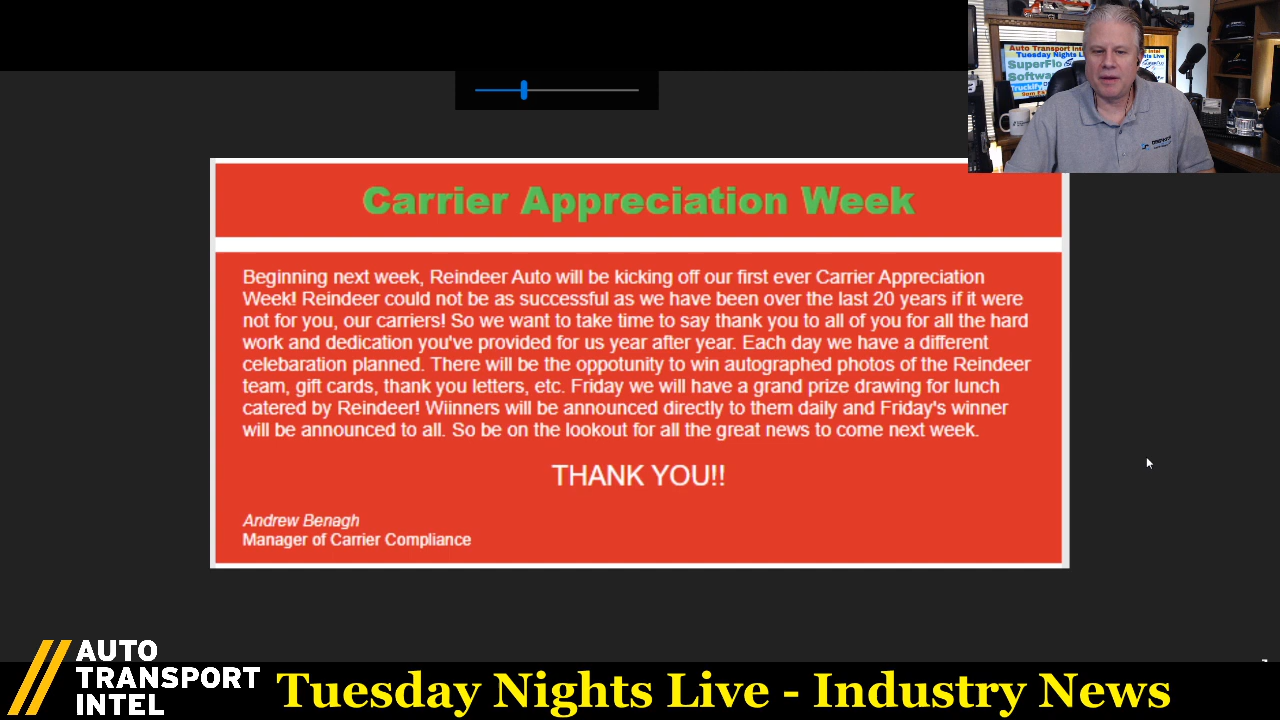 Auto Transport Intel
Tuesday Nights Live
SuperFlo
Software
Carrier Appreciation Week
Beginning next week, Reindeer Auto will be kicking off our first ever Carrier Appreciation
Week! Reindeer could not be as successful as we have been over the last 20 years if it were
not for you, our carriers! So we want to take time to say thank you to all of you for all the hard
work and dedication you've provided for us year after year. Each day we have a different
celebaration planned. There will be the oppotunity to win autographed photos of the Reindeer
team, gift cards, thank you letters, etc. Friday we will have a grand prize drawing for lunch
catered by Reindeer! Wiinners will be announced directly to them daily and Friday's winner
will be announced to all. So be on the lookout for all the great news to come next week.
THANK YOU!!
Andrew Benagh
Manager of Carrier Compliance
AUTO
TRANSPORT
INTEL
Tuesday Nights Live - Industry News